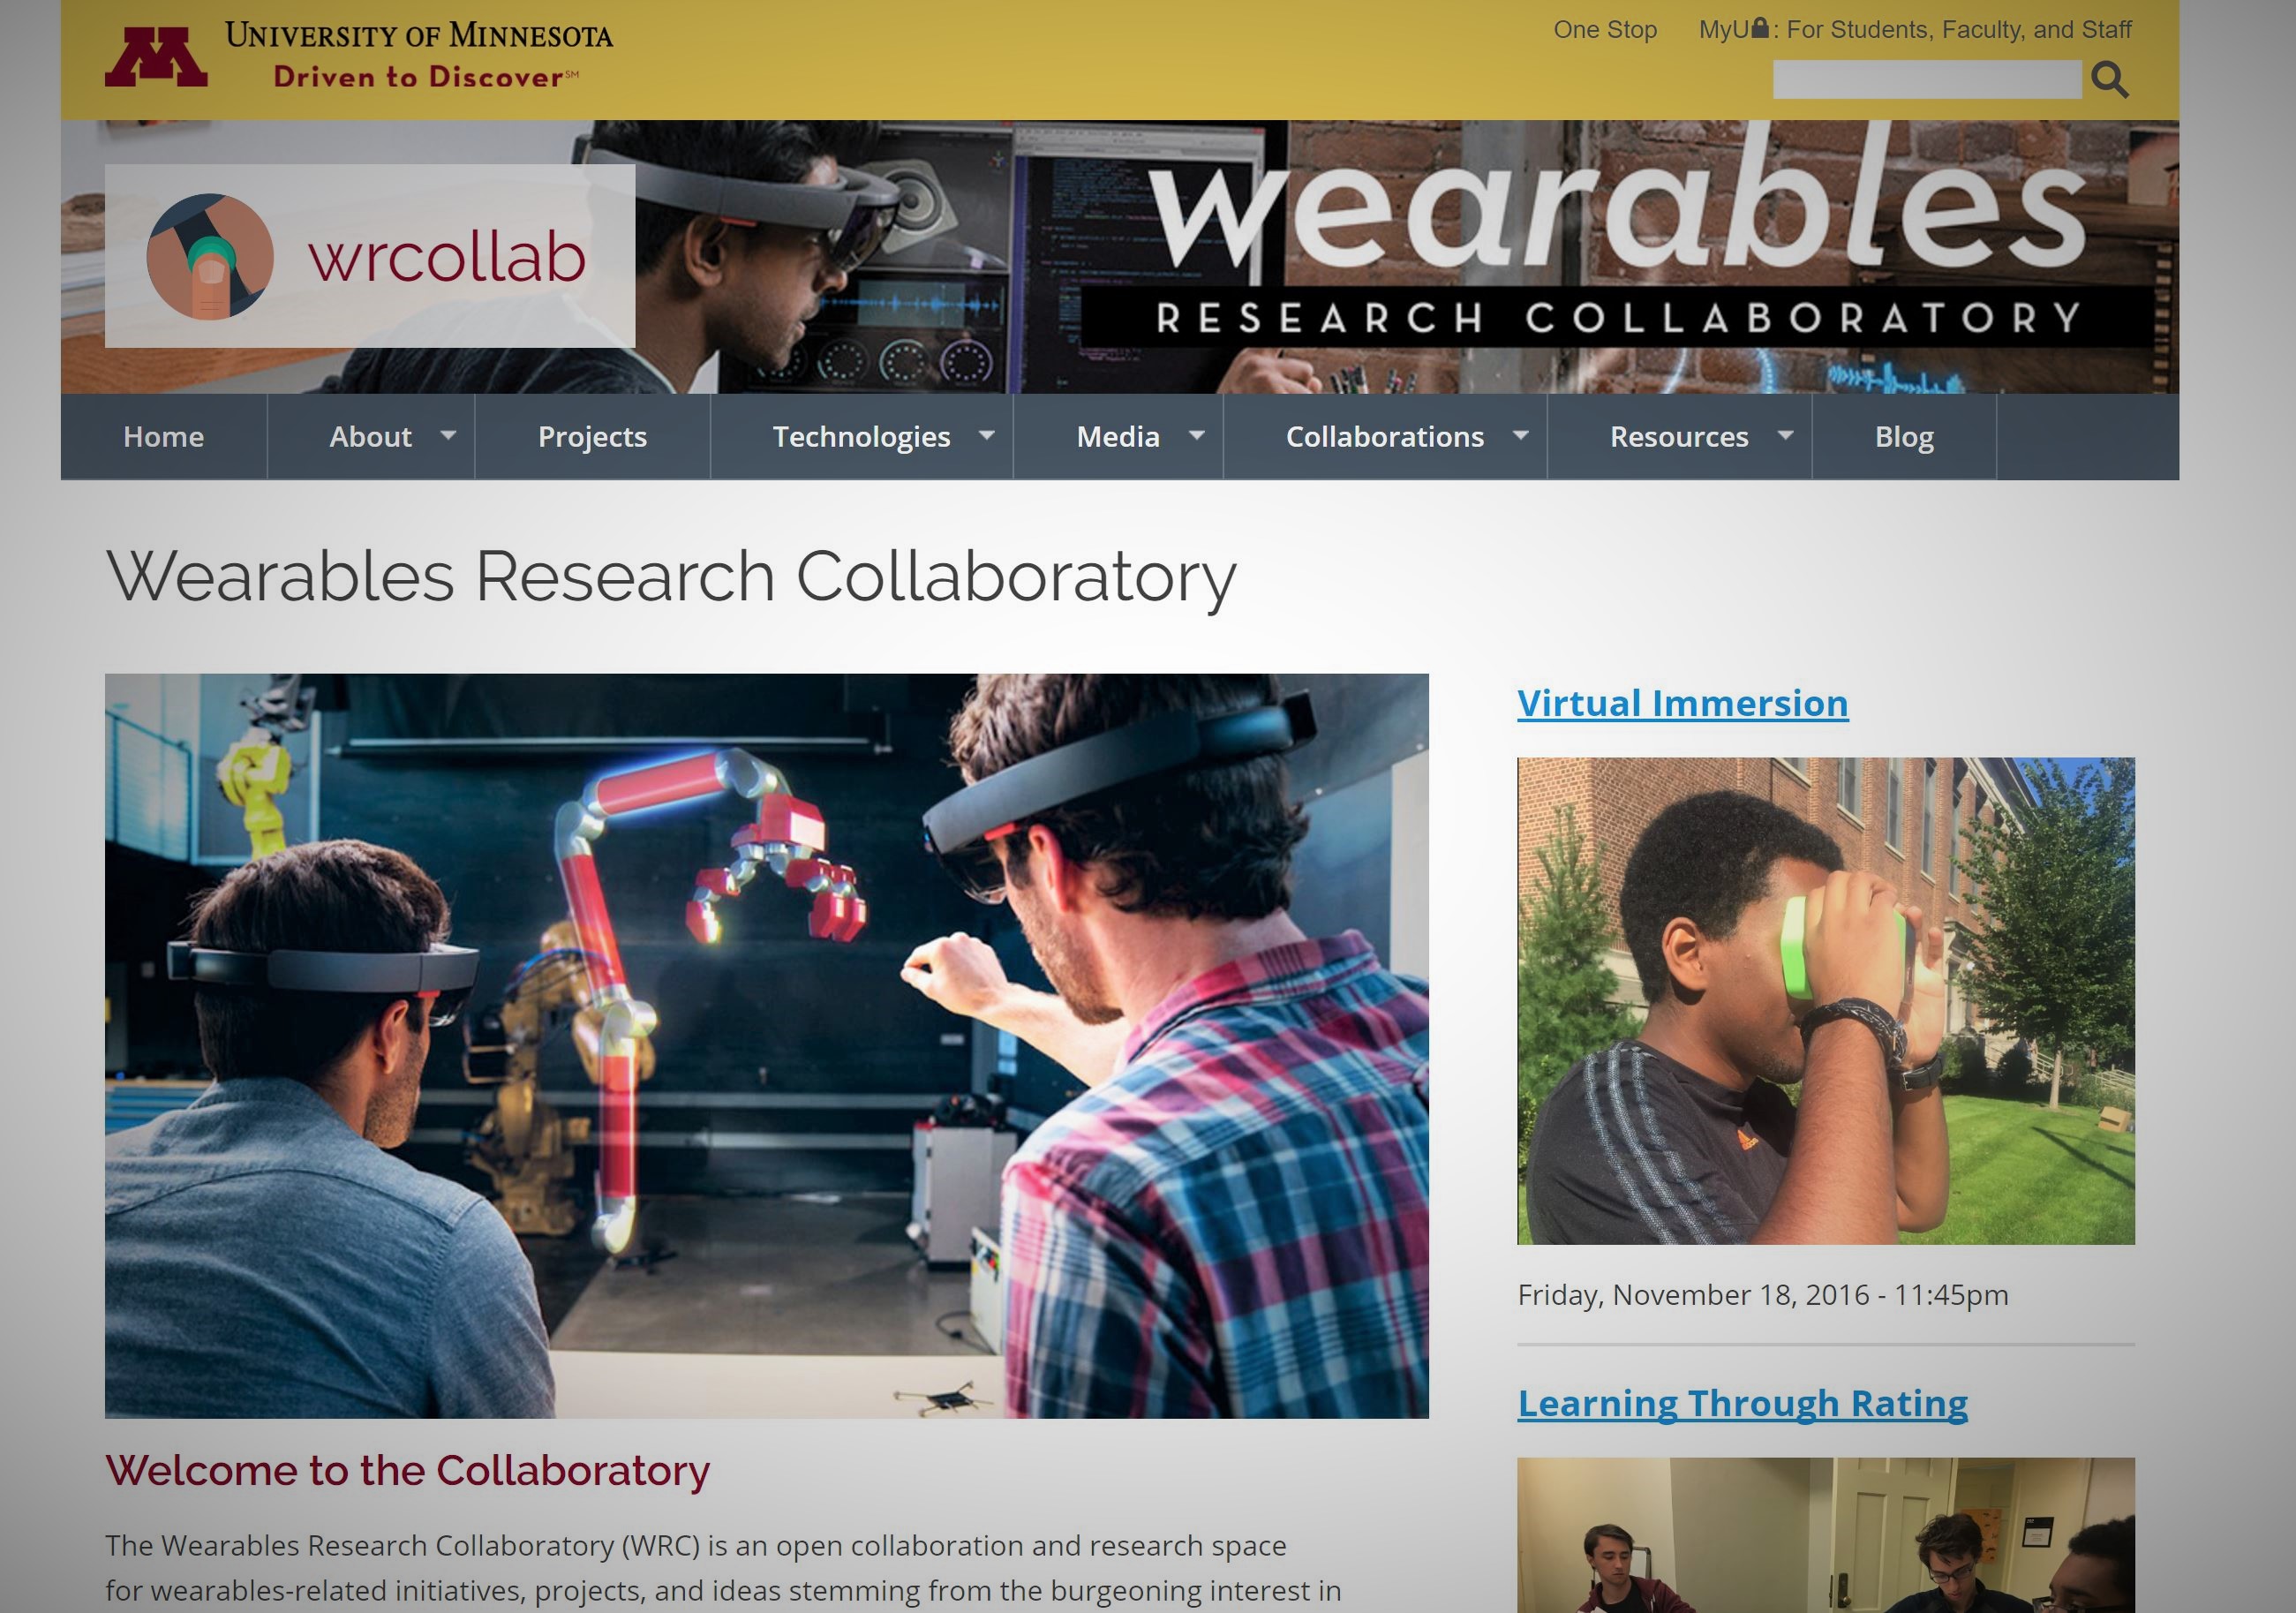 UNIVERSITY OF MINNESOTA
Driven to Discover℠
One Stop MyU: For Students, Faculty, and Staff
wrcollab
wearables
RESEARCH COLLABORATORY
Home About Projects Technologies Media Collaborations Resources Blog
Wearables Research Collaboratory
Virtual Immersion
Friday, November 18, 2016 - 11:45pm
Learning Through Rating
Welcome to the Collaboratory
The Wearables Research Collaboratory (WRC) is an open collaboration and research space
for wearables-related initiatives, projects, and ideas stemming from the burgeoning interest in